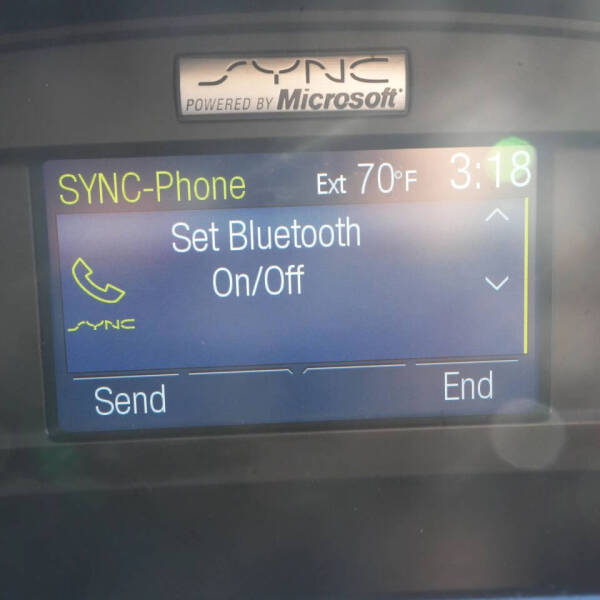 SYNC
POWERED BY Microsoft®
SYNC-Phone Ext 70°F 3:18
Set Bluetooth
On/Off
SYNC
Send End